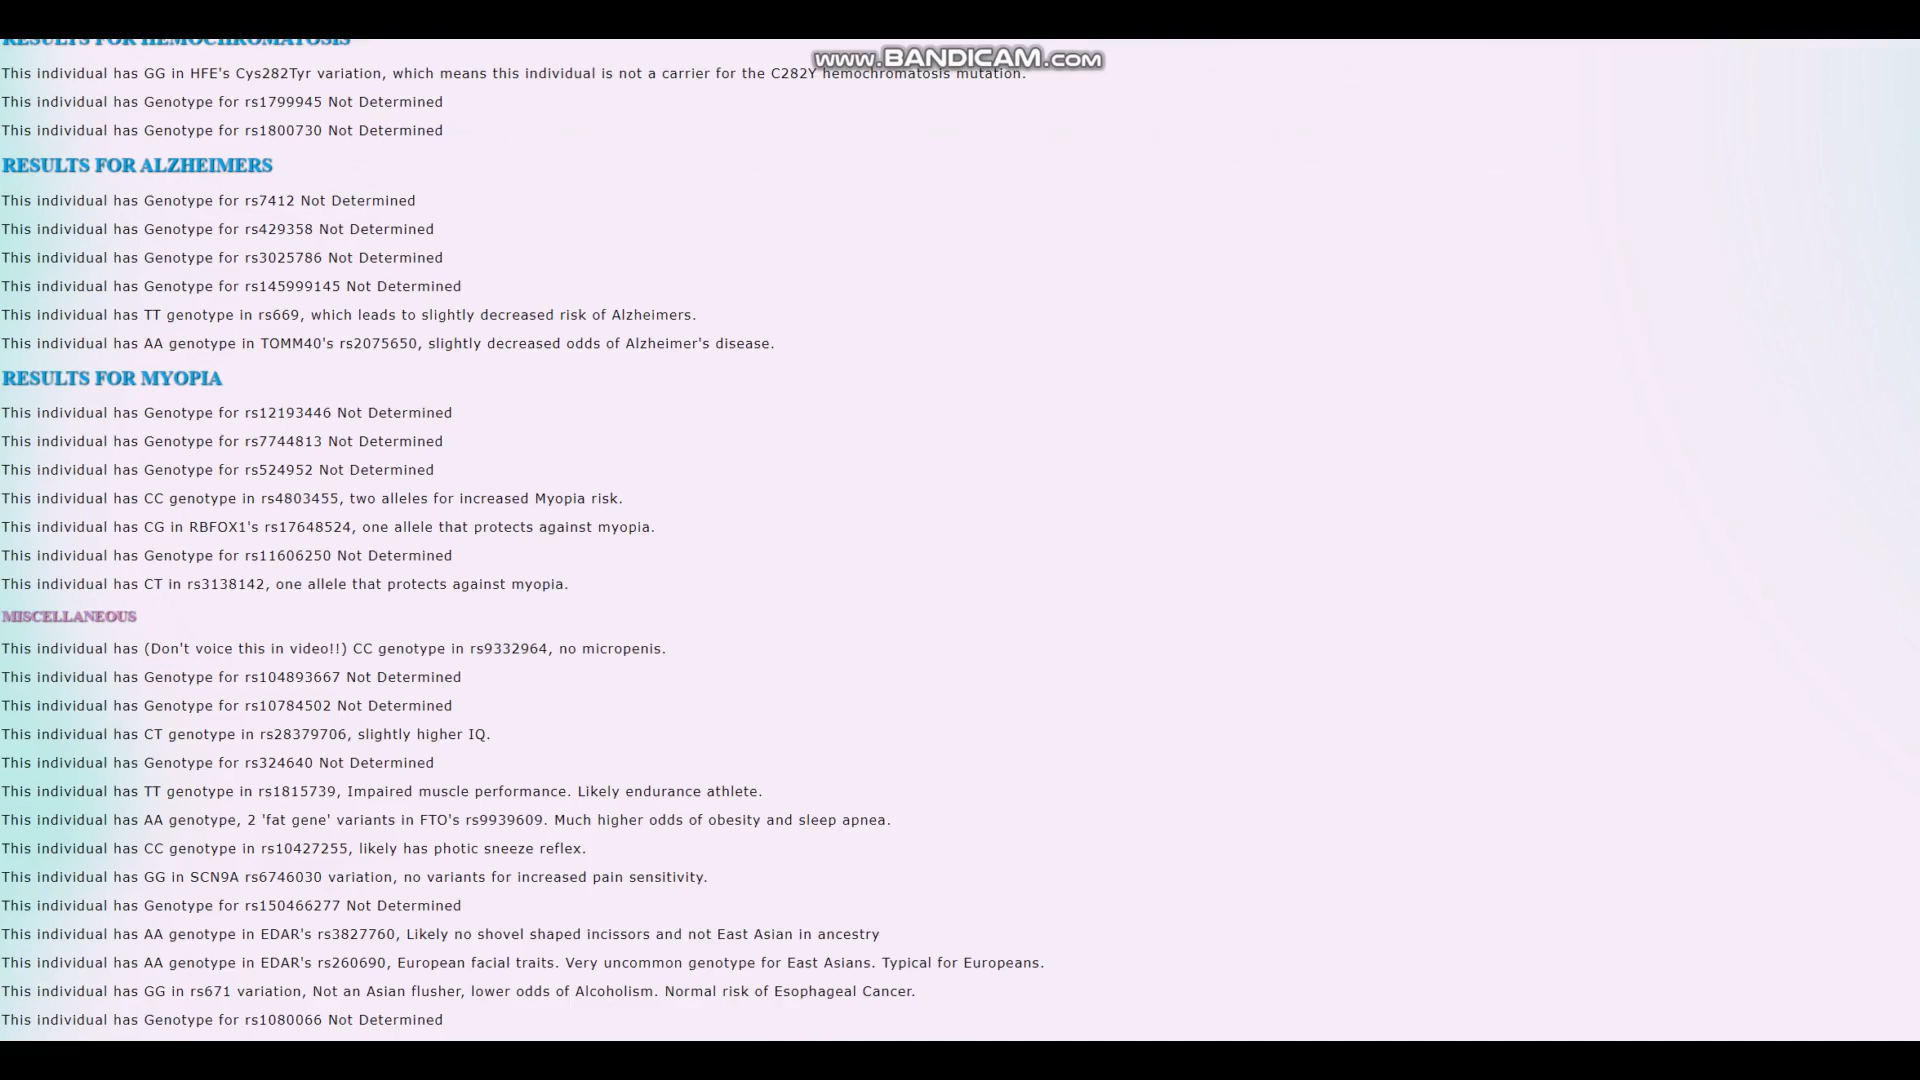 RESULTS FOR HEMOCHROMATOSIS
www.BANDICAM.com
This individual has GG in HFE's Cys282Tyr variation, which means this individual is not a carrier for the C282Y hemochromatosis mutation.
This individual has Genotype for rs1799945 Not Determined
This individual has Genotype for rs1800730 Not Determined
RESULTS FOR ALZHEIMERS
This individual has Genotype for rs7412 Not Determined
This individual has Genotype for rs429358 Not Determined
This individual has Genotype for rs3025786 Not Determined
This individual has Genotype for rs145999145 Not Determined
This individual has TT genotype in rs669, which leads to slightly decreased risk of Alzheimers.
This individual has AA genotype in TOMM40's rs2075650, slightly decreased odds of Alzheimer's disease.
RESULTS FOR MYOPIA
This individual has Genotype for rs12193446 Not Determined
This individual has Genotype for rs7744813 Not Determined
This individual has Genotype for rs524952 Not Determined
This individual has CC genotype in rs4803455, two alleles for increased Myopia risk.
This individual has CG in RBFOX1's rs17648524, one allele that protects against myopia.
This individual has Genotype for rs11606250 Not Determined
This individual has CT in rs3138142, one allele that protects against myopia.
MISCELLANEOUS
This individual has (Don't voice this in video!!) CC genotype in rs9332964, no micropenis.
This individual has Genotype for rs104893667 Not Determined
This individual has Genotype for rs10784502 Not Determined
This individual has CT genotype in rs28379706, slightly higher IQ.
This individual has Genotype for rs324640 Not Determined
This individual has TT genotype in rs1815739, Impaired muscle performance. Likely endurance athlete.
This individual has AA genotype, 2 'fat gene' variants in FTO's rs9939609. Much higher odds of obesity and sleep apnea.
This individual has CC genotype in rs10427255, likely has photic sneeze reflex.
This individual has GG in SCN9A rs6746030 variation, no variants for increased pain sensitivity.
This individual has Genotype for rs150466277 Not Determined
This individual has AA genotype in EDAR's rs3827760, Likely no shovel shaped incissors and not East Asian in ancestry
This individual has AA genotype in EDAR's rs260690, European facial traits. Very uncommon genotype for East Asians. Typical for Europeans.
This individual has GG in rs671 variation, Not an Asian flusher, lower odds of Alcoholism. Normal risk of Esophageal Cancer.
This individual has Genotype for rs1080066 Not Determined